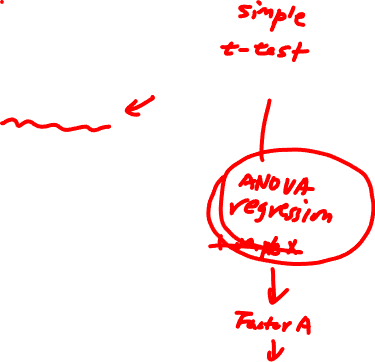 simple
t-test
ANOVA
regression
Factor A